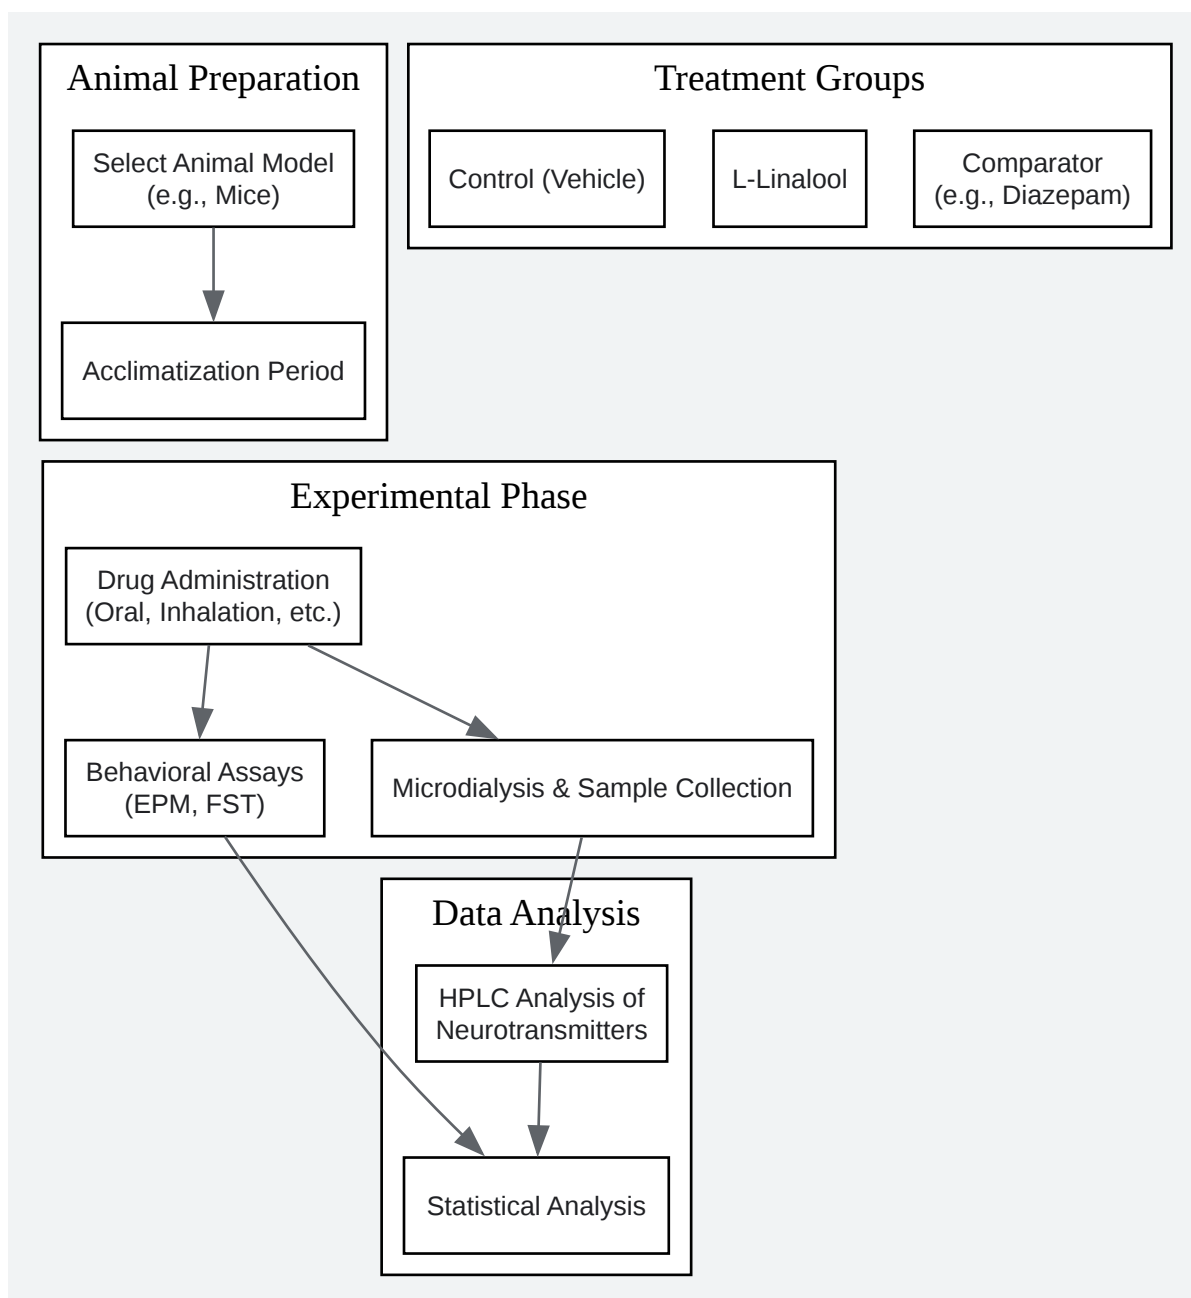 Animal Preparation
Select Animal Model
(e.g., Mice)
Acclimatization Period
Treatment Groups
Control (Vehicle)
L-Linalool
Comparator
(e.g., Diazepam)
Experimental Phase
Drug Administration
(Oral, Inhalation, etc.)
Behavioral Assays
(EPM, FST)
Microdialysis & Sample Collection
Data Analysis
HPLC Analysis of
Neurotransmitters
Statistical Analysis